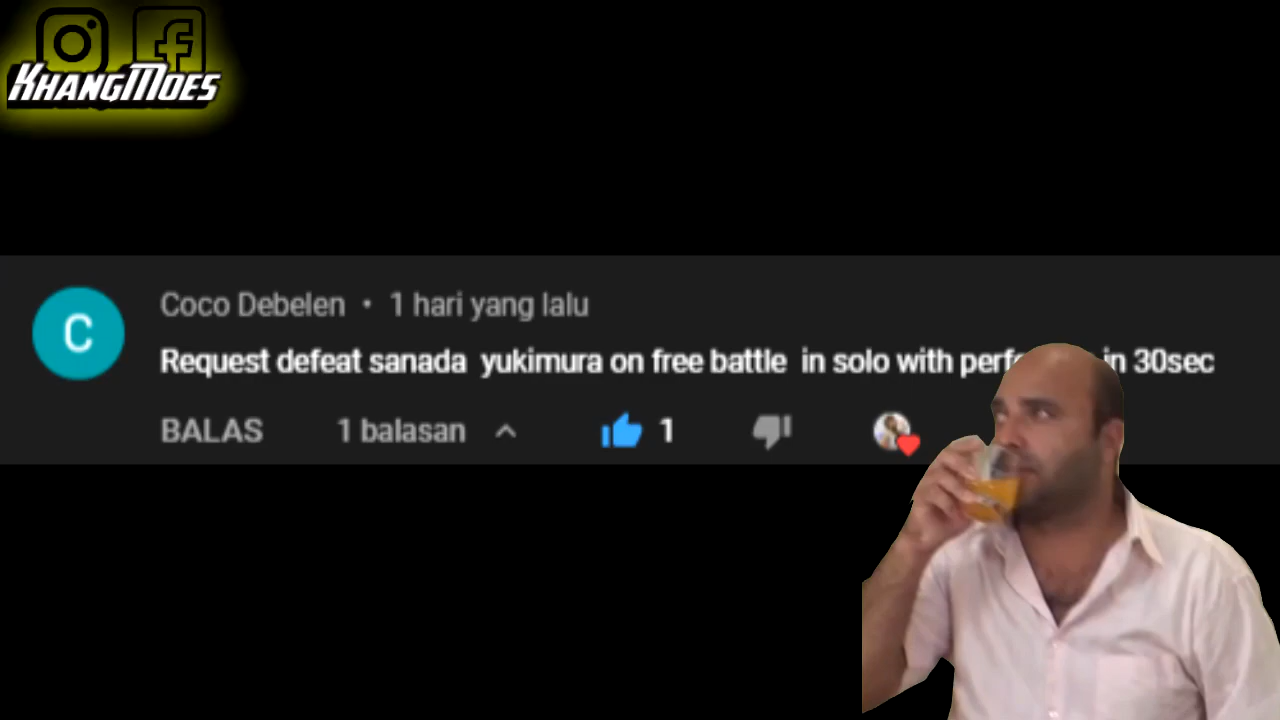 KHANGMOES
C
Coco Debelen • 1 hari yang lalu
Request defeat sanada yukimura on free battle in solo with in 30sec
BALAS 1 balasan 1